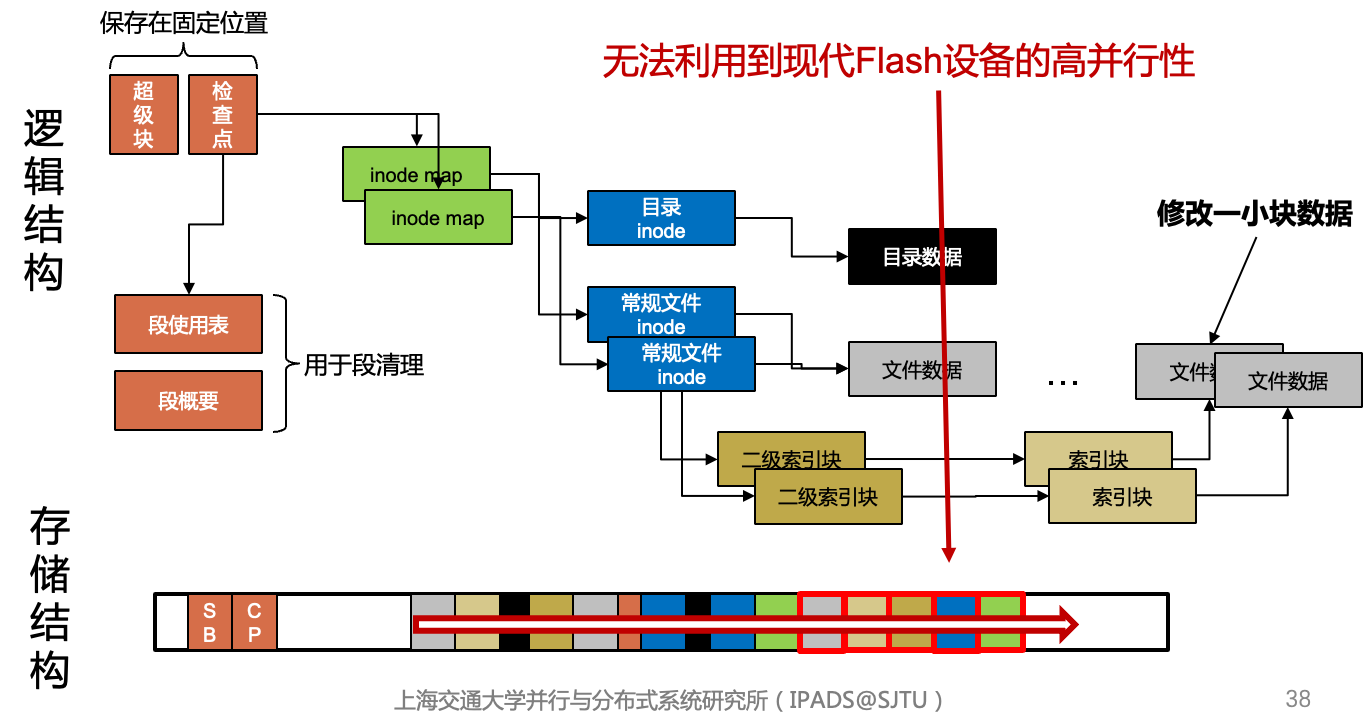 保存在固定位置
无法利用到现代Flash设备的高并行性
逻辑结构
超级块
检查点
inode map
inode map
目录
inode
修改一小块数据
目录数据
段使用表
常规文件
inode
常规文件
inode
用于段清理
文件数据
...
文件数
文件数据
段概要
二级索引块
索引块
二级索引块
索引块
存储结构
SB
CP
上海交通大学并行与分布式系统研究所（IPADS@SJTU）
38